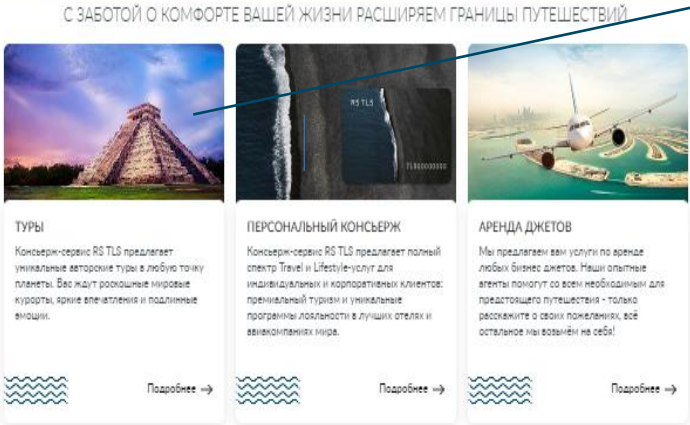 С ЗАБОТОЙ О КОМФОРТЕ ВАШЕЙ ЖИЗНИ РАСШИРЯЕМ ГРАНИЦЫ ПУТЕШЕСТВИЙ
RS TLS
TL000000000
ТУРЫ
Консьерж-сервис RS TLS предлагает
уникальные авторские туры в любую точку
планеты. Вас ждут роскошные мировые
курорты, яркие впечатления и подлинные
эмоции.
Подробнее →
ПЕРСОНАЛЬНЫЙ КОНСЬЕРЖ
Консьерж-сервис RS TLS предлагает полный
спектр Travel и Lifestyle-услуг для
индивидуальных и корпоративных клиентов:
премиальный туризм и уникальные
программы лояльности в лучших отелях и
авиакомпаниях мира.
Подробнее →
АРЕНДА ДЖЕТОВ
Мы предлагаем вам услуги по аренде
любых бизнес джетов. Наши опытные
агенты помогут со всем необходимым для
предстоящего путешествия - только
расскажите о своих пожеланиях, всё
остальное мы возьмём на себя!
Подробнее →